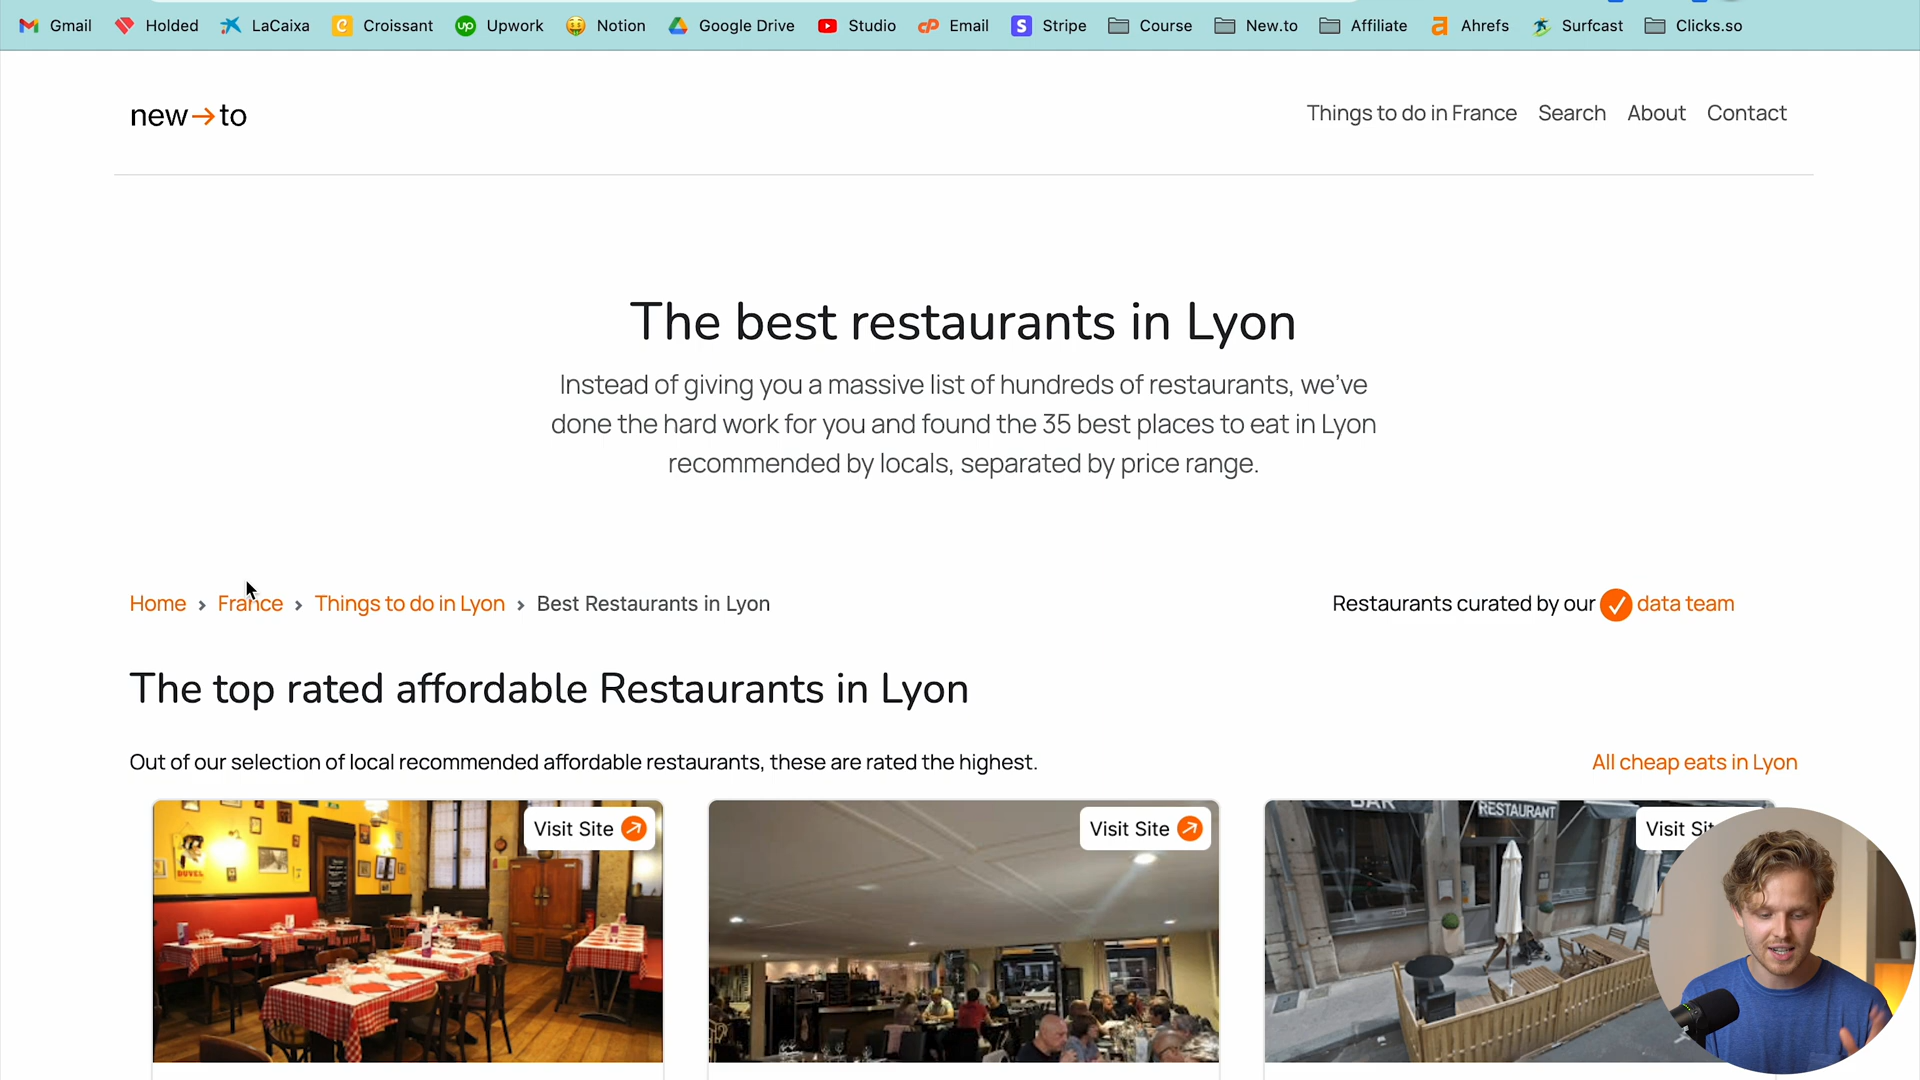 Gmail Holded LaCaixa Croissant Upwork Notion Google Drive Studio Email Stripe Course New.to Affiliate Ahrefs Surfcast Clicks.so
new→to
Things to do in France Search About Contact
The best restaurants in Lyon
Instead of giving you a massive list of hundreds of restaurants, we've
done the hard work for you and found the 35 best places to eat in Lyon
recommended by locals, separated by price range.
Home › France › Things to do in Lyon › Best Restaurants in Lyon
Restaurants curated by our data team
The top rated affordable Restaurants in Lyon
Out of our selection of local recommended affordable restaurants, these are rated the highest.
All cheap eats in Lyon
Visit Site
DUVEL
Visit Site
BAR
RESTAURANT
Visit